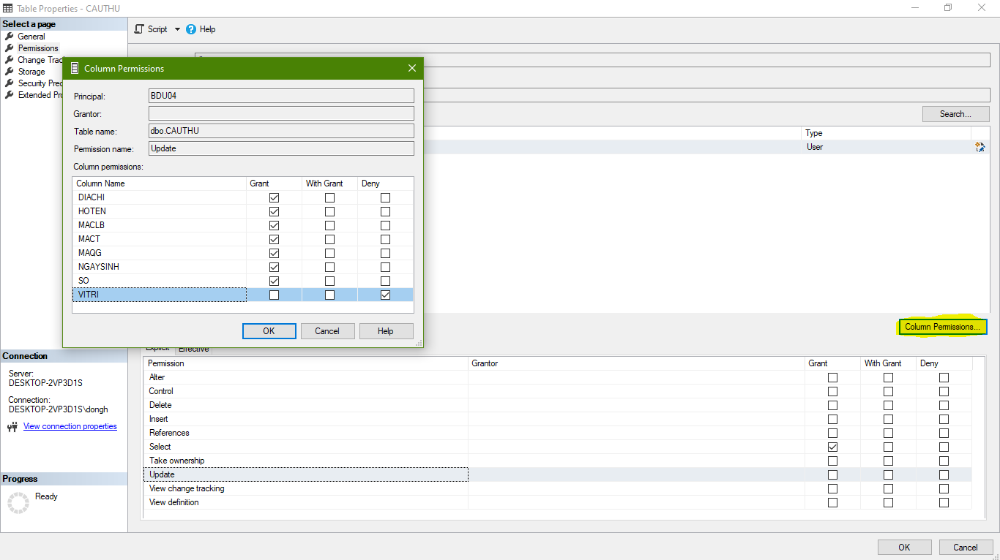 Table Properties - CAUTHU
Select a page
General
Permissions
Change Trac
Storage
Security Pred
Extended Pro
Script Help
Search...
Type
User
Column Permissions
Principal: BDU04
Grantor:
Table name: dbo.CAUTHU
Permission name: Update
Column permissions:
Column Name Grant With Grant Deny
DIACHI
HOTEN
MACLB
MACT
MAQG
NGAYSINH
SO
VITRI
OK Cancel Help
Column Permissions...
Connection
Server:
DESKTOP-2VP3D1S
Connection:
DESKTOP-2VP3D1S\dongh
View connection properties
Progress
Ready
Explicit Effective
Permission Grantor Grant With Grant Deny
Alter
Control
Delete
Insert
References
Select
Take ownership
Update
View change tracking
View definition
OK Cancel